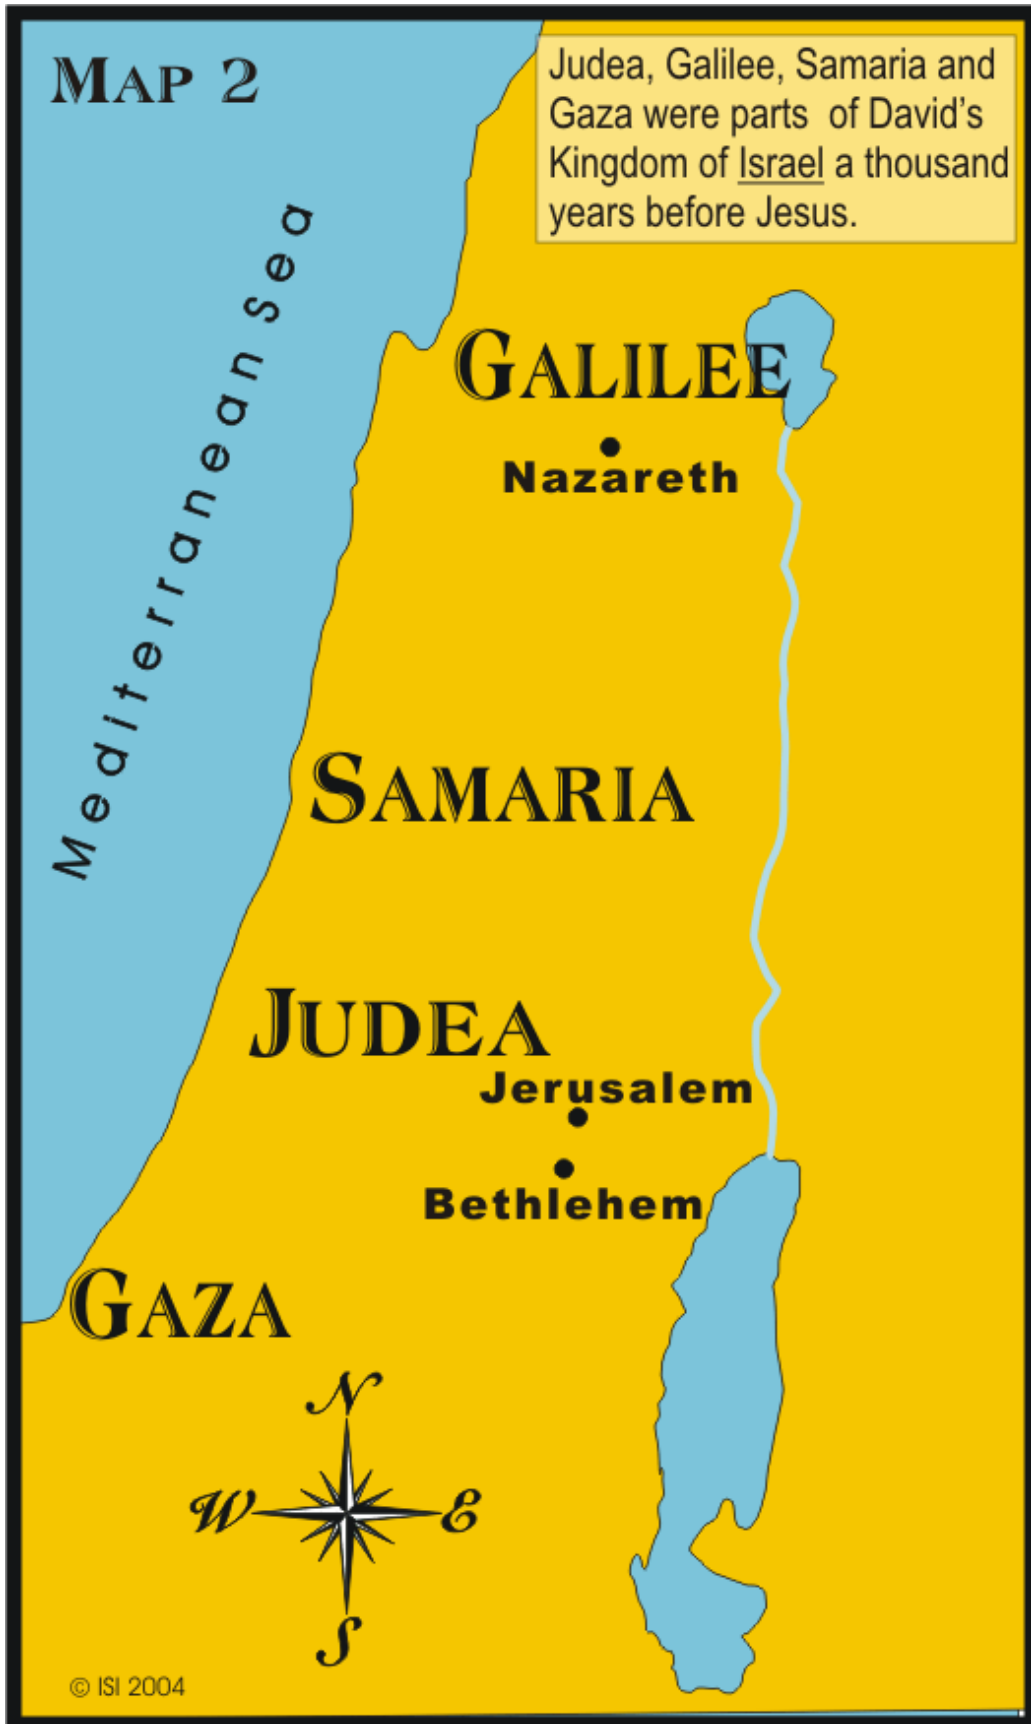 MAP 2
Judea, Galilee, Samaria and
Gaza were parts of David's
Kingdom of Israel a thousand
years before Jesus.
Mediterranean Sea
GALILEE
Nazareth
SAMARIA
JUDEA
Jerusalem
Bethlehem
GAZA
N
W
E
S
© ISI 2004